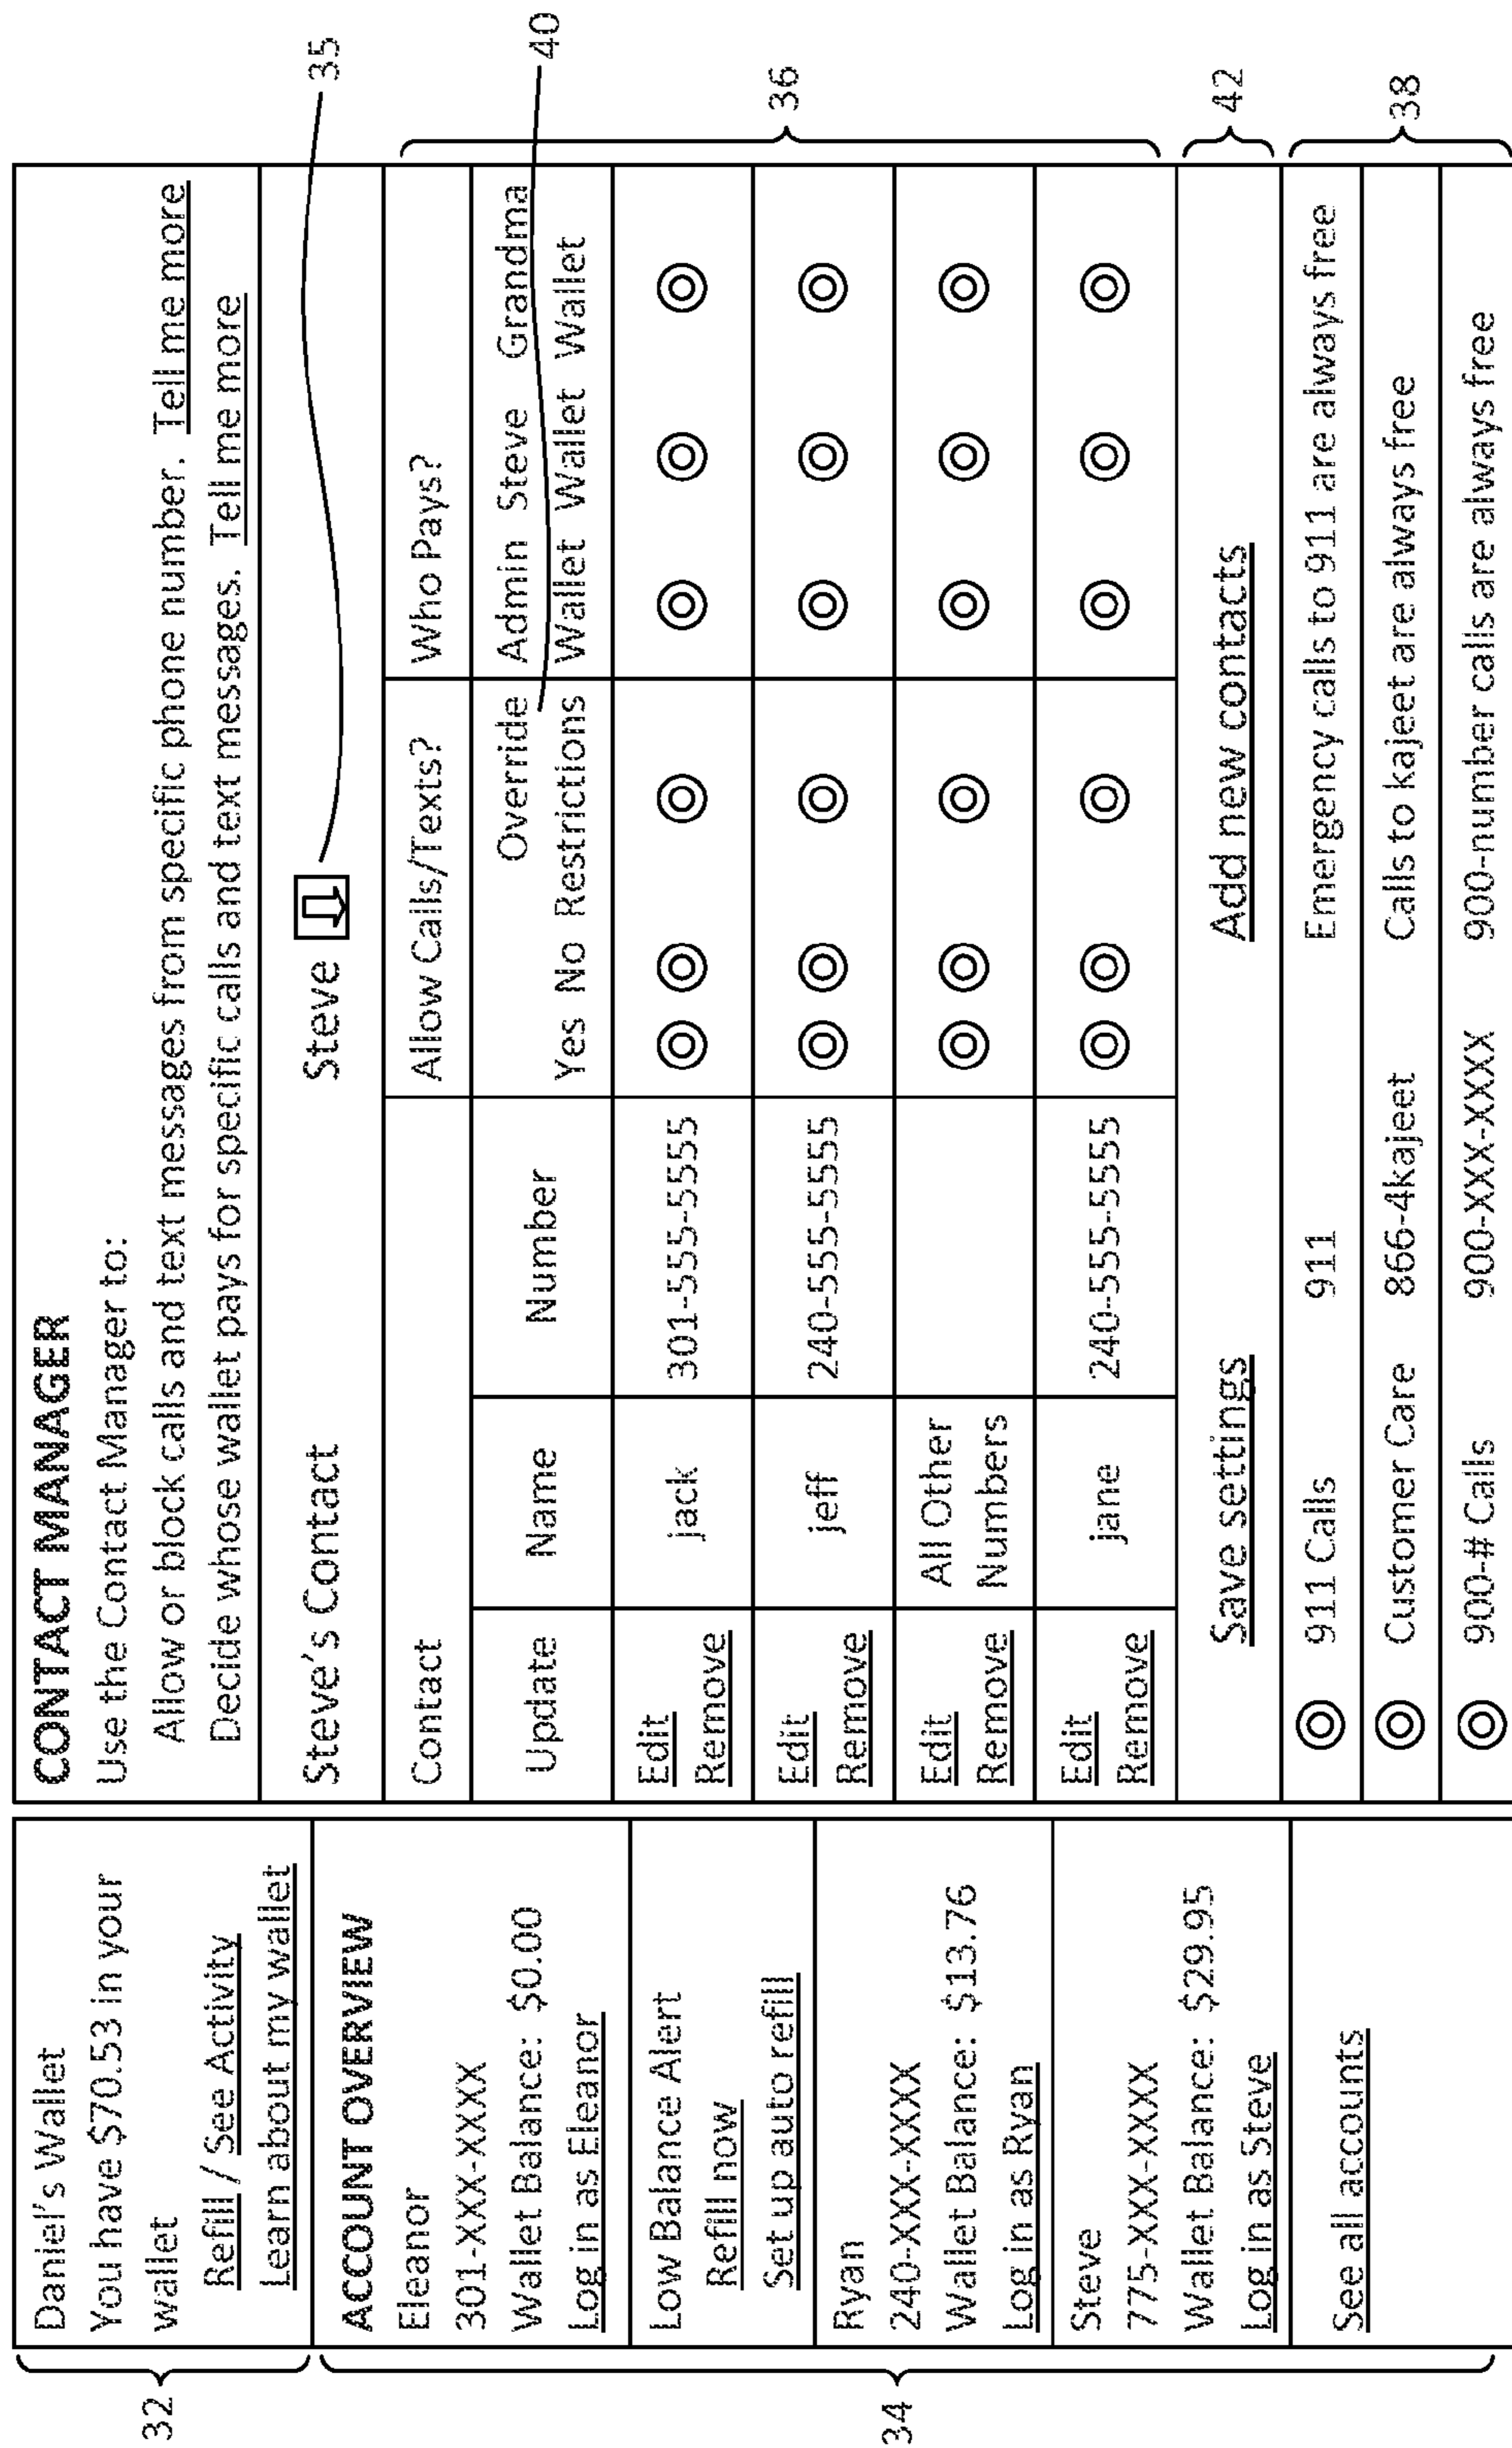 32
Daniel's Wallet
You have $70.53 in your
wallet
Refill / See Activity
Learn about my wallet
34
ACCOUNT OVERVIEW
Eleanor
301-XXX-XXXX
Wallet Balance: $0.00
Log in as Eleanor
Low Balance Alert
Refill now
Set up auto refill
Ryan
240-XXX-XXXX
Wallet Balance: $13.76
Log in as Ryan
Steve
775-XXX-XXXX
Wallet Balance: $29.95
Log in as Steve
See all accounts
CONTACT MANAGER
Use the Contact Manager to:
Allow or block calls and text messages from specific phone number. Tell me more
Decide whose wallet pays for specific calls and text messages. Tell me more
Steve's Contact Steve 35
Contact Allow Calls/Texts? Who Pays?
Override Admin Steve Grandma 40
Update Name Number
Yes No Restrictions Wallet Wallet Wallet
36
Edit
Remove jack 301-555-5555
Edit
Remove jeff 240-555-5555
Edit All Other
Remove Numbers
Edit
Remove jane 240-555-5555
Save settings Add new contacts 42
911 Calls 911 Emergency calls to 911 are always free
Customer Care 866-4kajeet Calls to kajeet are always free 38
900-# Calls 900-XXX-XXXX 900-number calls are always free